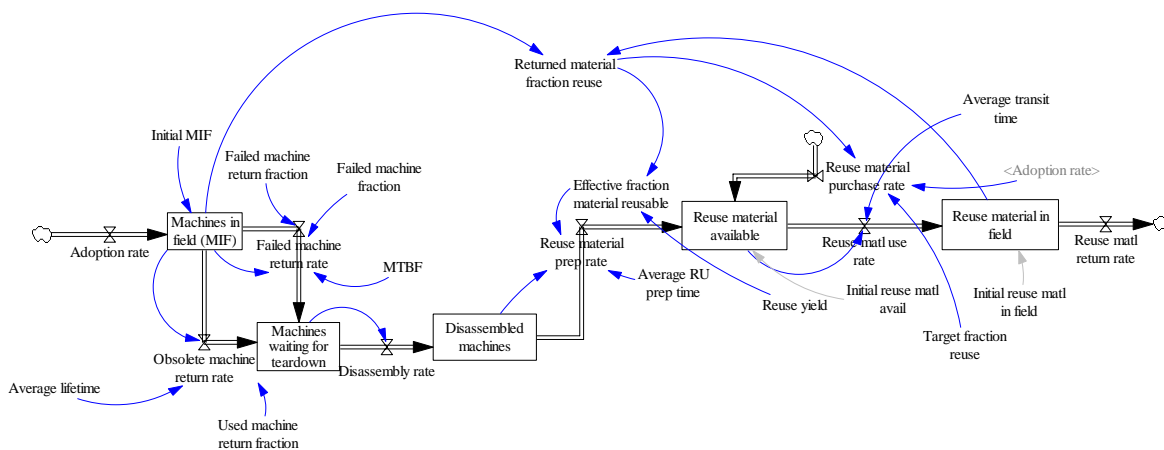 Returned material
fraction reuse
Average transit
time
Initial MIF
Failed machine
return fraction
Failed machine
fraction
Reuse material
purchase rate
<Adoption rate>
Effective fraction
material reusable
Machines in
field (MIF)
Reuse material
available
Reuse material in
field
Adoption rate
Failed machine
return rate
Reuse material
prep rate
Reuse matl use
rate
Reuse matl
return rate
MTBF
Average RU
prep time
Reuse yield
Initial reuse matl
avail
Initial reuse matl
in field
Machines
waiting for
teardown
Disassembled
machines
Target fraction
reuse
Obsolete machine
return rate
Disassembly rate
Average lifetime
Used machine
return fraction